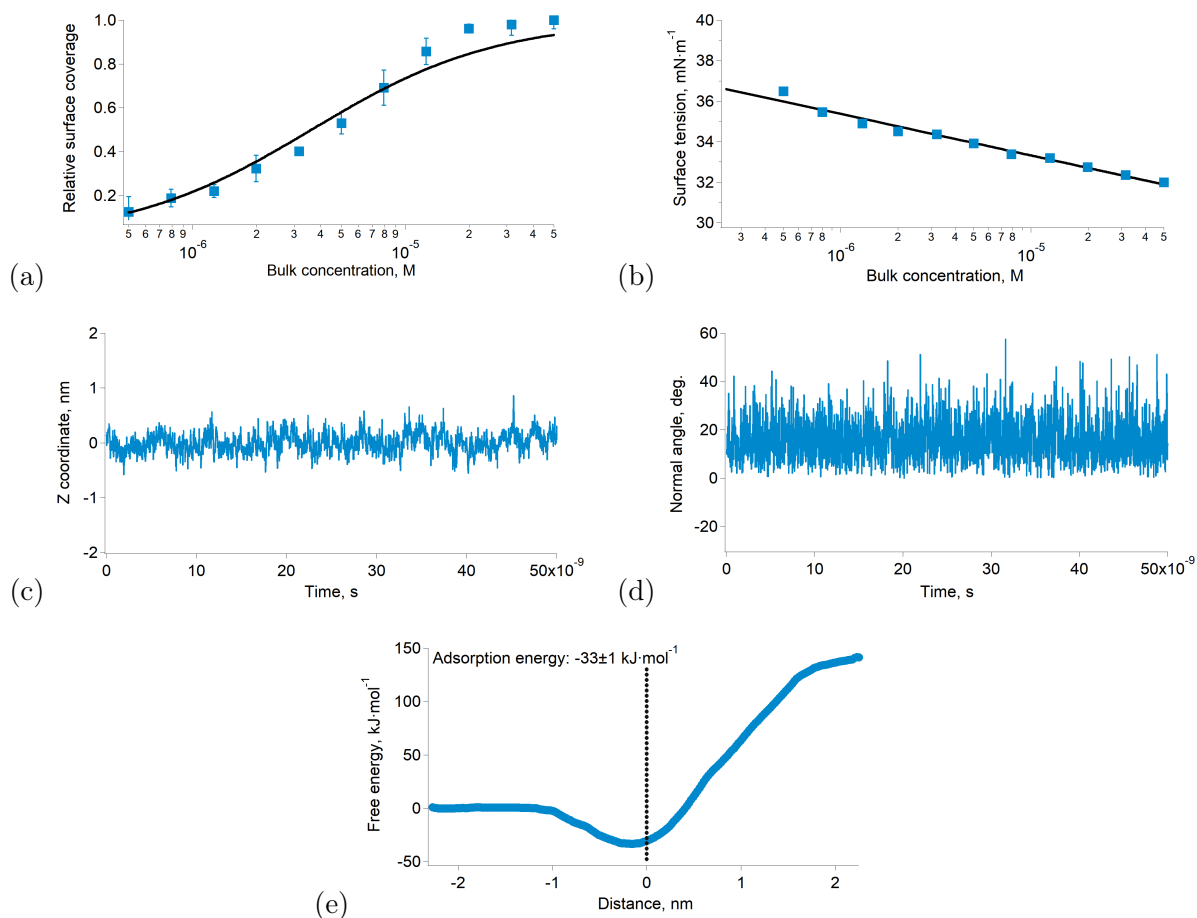 1.0
0.8
0.6
0.4
0.2
Relative surface coverage
5 6 7 8 9 2 3 4 5 6 7 8 9 2 3 4 5
10⁻⁶ 10⁻⁵
Bulk concentration, M
(a)
40
38
36
34
32
30
Surface tension, mN·m⁻¹
3 4 5 6 7 8 2 3 4 5 6 7 8 2 3 4 5
10⁻⁶ 10⁻⁵
Bulk concentration, M
(b)
2
1
0
-1
-2
Z coordinate, nm
0 10 20 30 40 50x10⁻⁹
Time, s
(c)
60
40
20
0
-20
Normal angle, deg.
0 10 20 30 40 50x10⁻⁹
Time, s
(d)
Adsorption energy: -33±1 kJ·mol⁻¹
150
100
50
0
-50
Free energy, kJ·mol⁻¹
-2 -1 0 1 2
Distance, nm
(e)